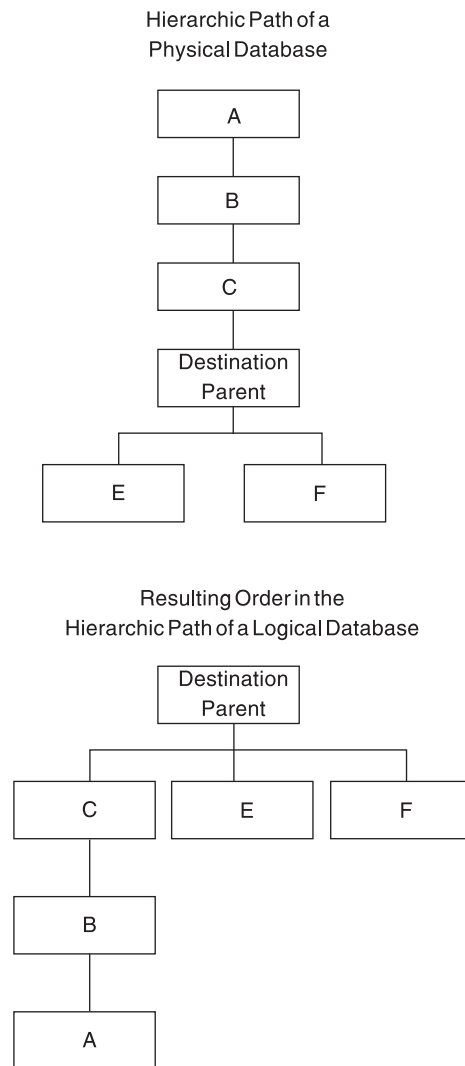 Hierarchic Path of a
Physical Database
A
B
C
Destination
Parent
E
F
Resulting Order in the
Hierarchic Path of a Logical Database
Destination
Parent
C
E
F
B
A